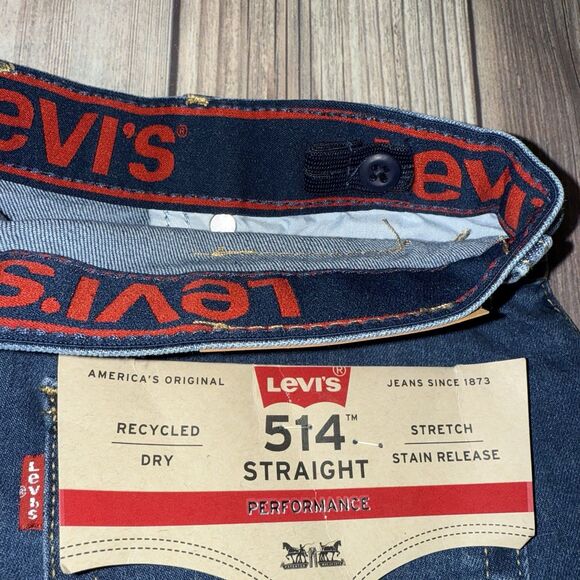 Levi's®
Levi's
Levi's
Levi's
AMERICA'S ORIGINAL
Levi's®
JEANS SINCE 1873
RECYCLED
DRY
514™
STRAIGHT
STRETCH
STAIN RELEASE
PERFORMANCE
Levi's®